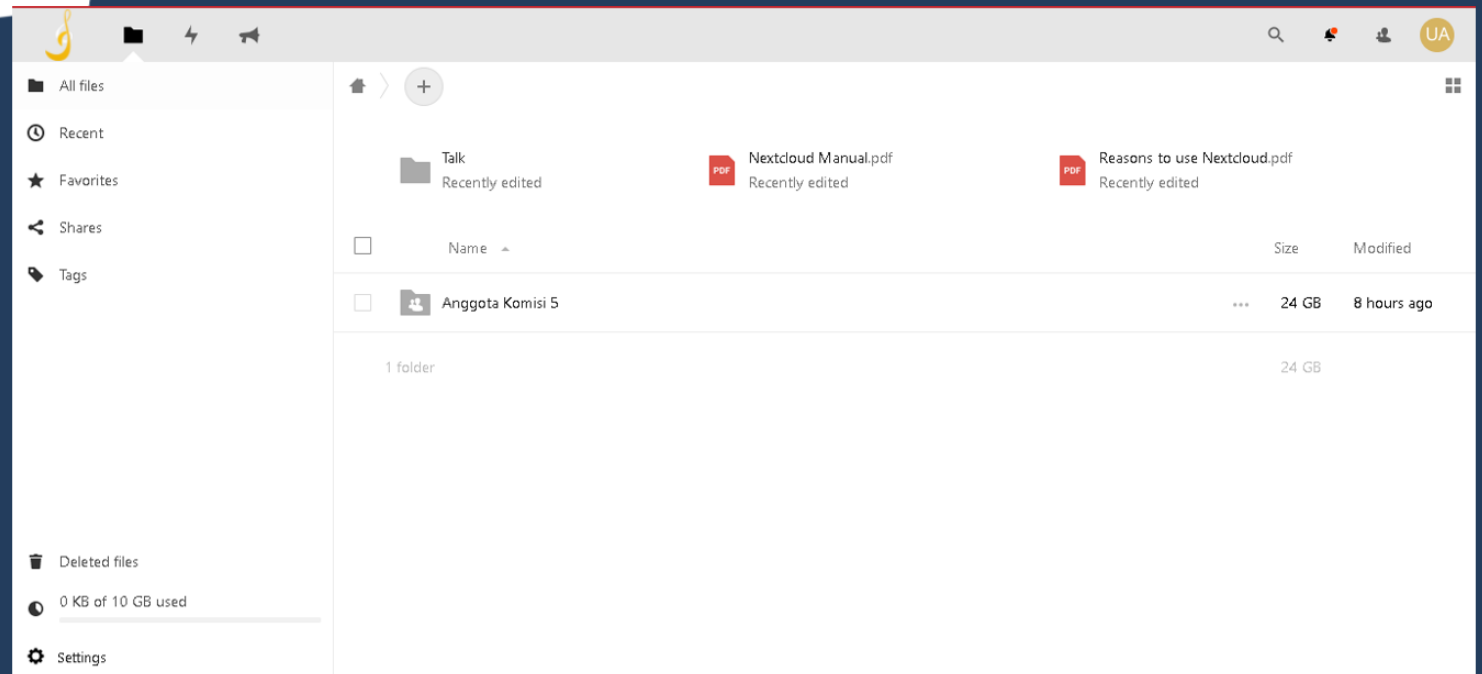 UA
All files
Recent
Favorites
Shares
Tags
Deleted files
0 KB of 10 GB used
Settings
Talk
Recently edited
PDF
Nextcloud Manual.pdf
Recently edited
PDF
Reasons to use Nextcloud.pdf
Recently edited
Name Size Modified
Anggota Komisi 5 ... 24 GB 8 hours ago
1 folder 24 GB